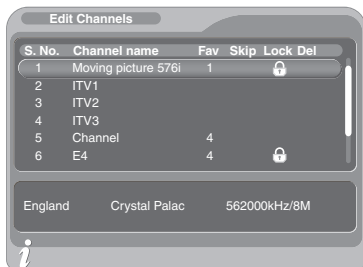 Edit Channels
S. No. Channel name Fav Skip Lock Del
1 Moving picture 576i 1
2 ITV1
3 ITV2
4 ITV3
5 Channel 4
6 E4 4
England Crystal Palac 562000kHz/8M
i